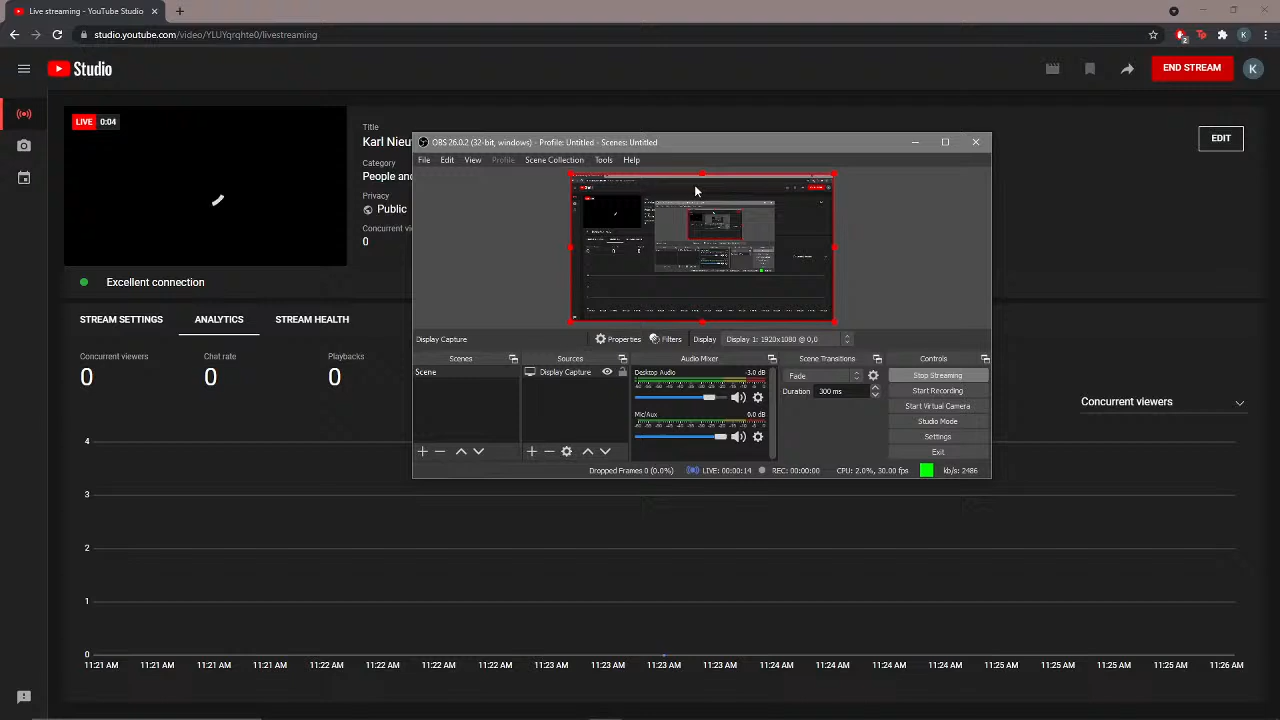 Live streaming - YouTube Studio
studio.youtube.com/video/YLUYqrqhte0/livestreaming
2
K
Studio
END STREAM
K
LIVE 0:04
Title
Karl Nieu
Category
People and
Privacy
Public
Concurrent vi
0
EDIT
Excellent connection
STREAM SETTINGS
ANALYTICS
STREAM HEALTH
Concurrent viewers
0
Chat rate
0
Playbacks
0
Concurrent viewers
OBS 26.0.2 (32-bit, windows) - Profile: Untitled - Scenes: Untitled
File Edit View Profile Scene Collection Tools Help
Display Capture
Properties
Filters
Display
Display 1: 1920x1080 @ 0,0
Scenes
Scene
Sources
Display Capture
Audio Mixer
Desktop Audio
-3.0 dB
Mic/Aux
0.0 dB
Scene Transitions
Fade
Duration
300 ms
Controls
Stop Streaming
Start Recording
Start Virtual Camera
Studio Mode
Settings
Exit
Dropped Frames 0 (0.0%)
LIVE: 00:00:14
REC: 00:00:00
CPU: 2.0%, 30.00 fps
kb/s: 2486
4
3
2
1
0
11:21 AM 11:21 AM 11:21 AM 11:21 AM 11:22 AM 11:22 AM 11:22 AM 11:22 AM 11:23 AM 11:23 AM 11:23 AM 11:23 AM 11:24 AM 11:24 AM 11:24 AM 11:24 AM 11:25 AM 11:25 AM 11:25 AM 11:25 AM 11:26 AM